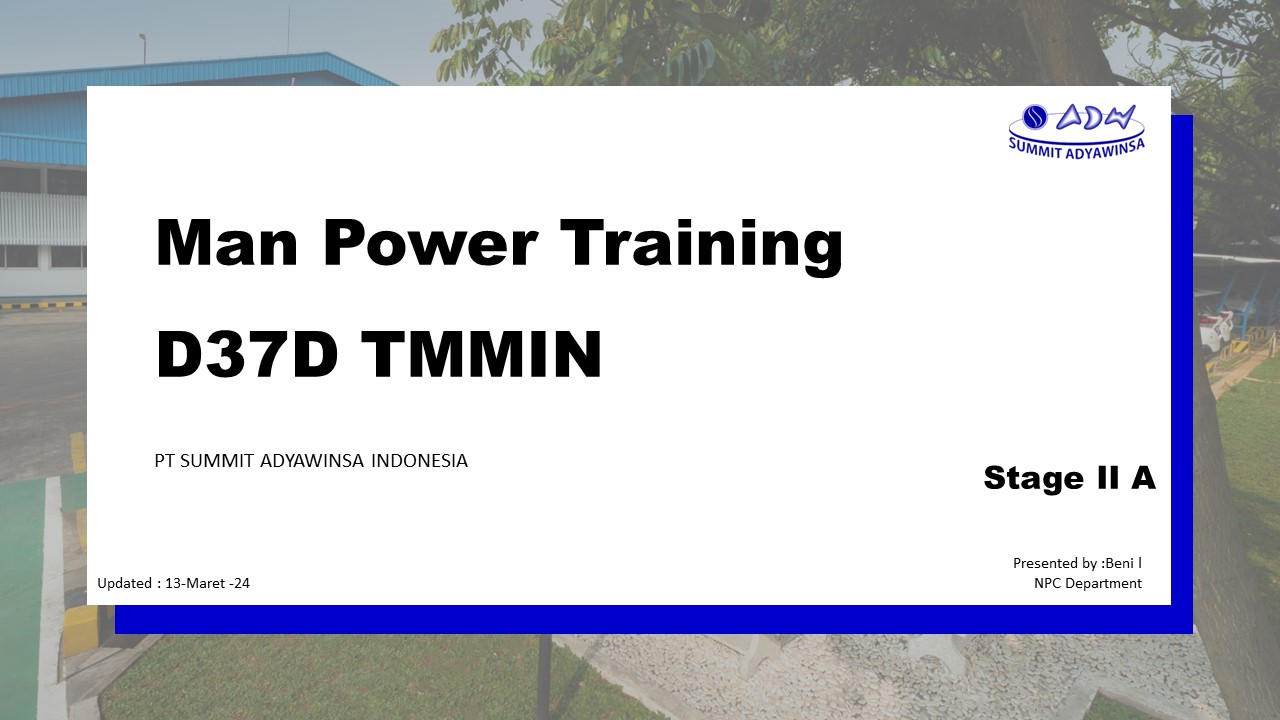 ADW
SUMMIT ADYAWINSA
Man Power Training
D37D TMMIN
PT SUMMIT ADYAWINSA INDONESIA
Stage II A
Presented by :Beni l
NPC Department
Updated : 13-Maret -24